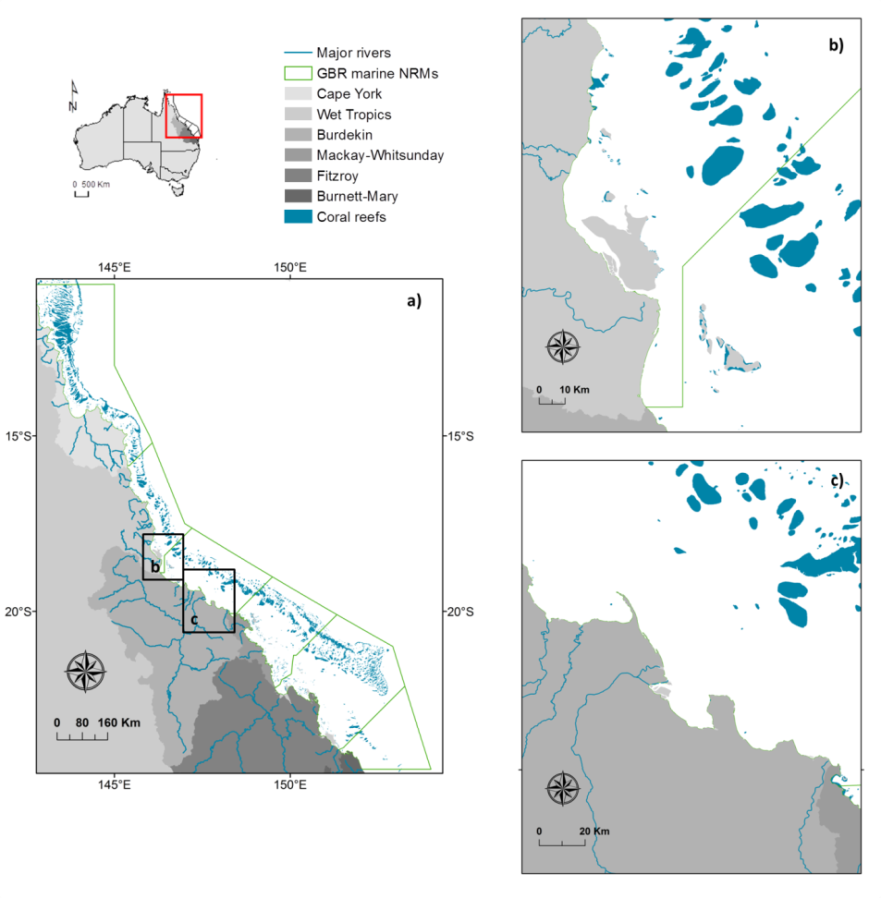 Major rivers
GBR marine NRMs
Cape York
Wet Tropics
Burdekin
Mackay-Whitsunday
Fitzroy
Burnett-Mary
Coral reefs
N
0 500 Km
145°E 150°E
a)
15°S 15°S
20°S 20°S
b
c
0 80 160 Km
145°E 150°E
b)
0 10 Km
c)
0 20 Km